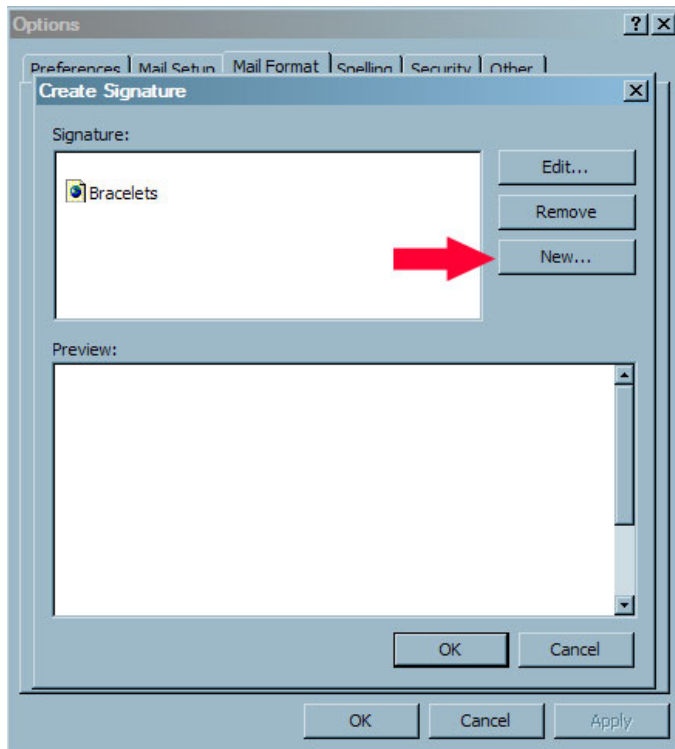 Options
Preferences Mail Setup Mail Format Spelling Security Other
Create Signature
Signature:
Bracelets
Edit...
Remove
New...
Preview:
OK Cancel
OK Cancel Apply